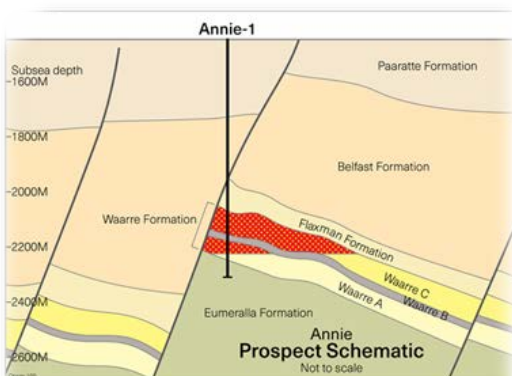 Annie-1
Subsea depth
Paaratte Formation
-1600M
-1800M
Belfast Formation
-2000M
Waarre Formation
Flaxman Formation
-2200M
Waarre C
Waarre B
Waarre A
-2400M
Eumeralla Formation
Annie
Prospect Schematic
-2600M
Not to scale